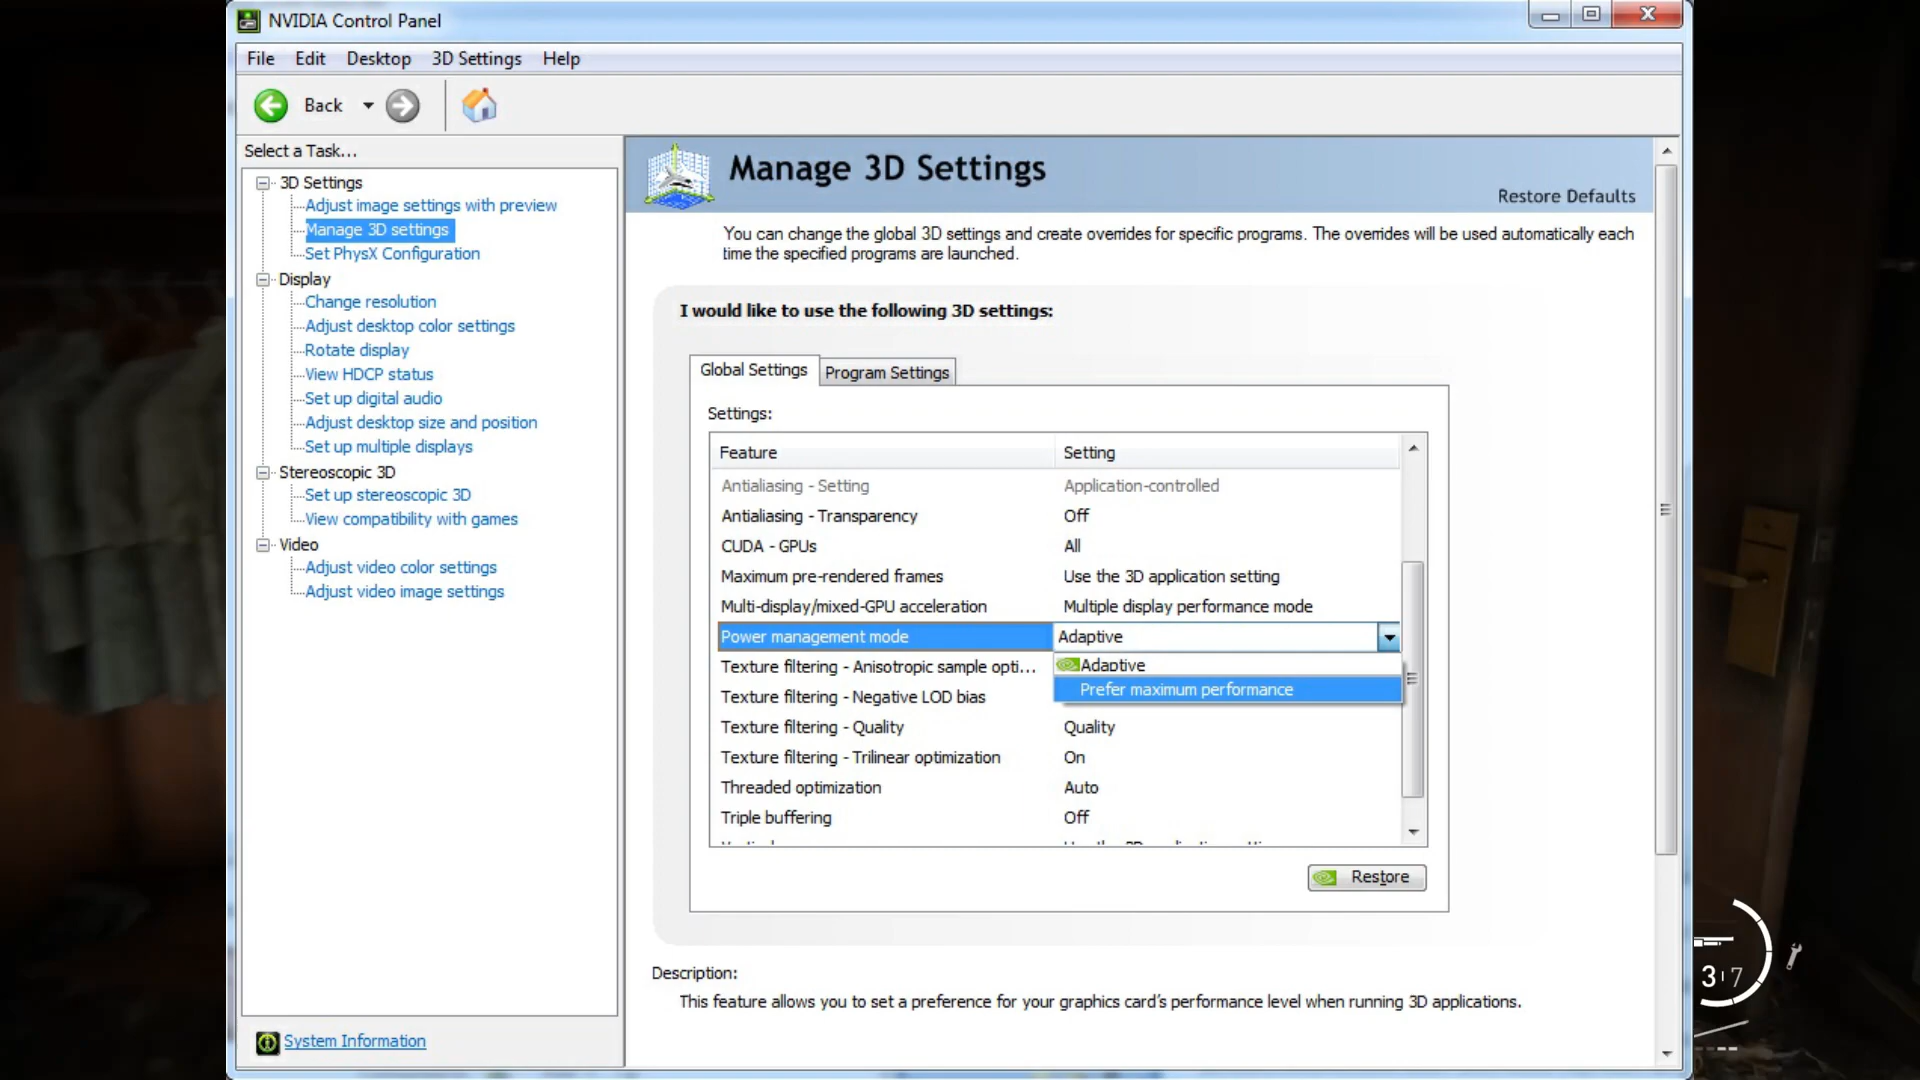 NVIDIA Control Panel
File Edit Desktop 3D Settings Help
Back
Select a Task...
3D Settings
Adjust image settings with preview
Manage 3D settings
Set PhysX Configuration
Display
Change resolution
Adjust desktop color settings
Rotate display
View HDCP status
Set up digital audio
Adjust desktop size and position
Set up multiple displays
Stereoscopic 3D
Set up stereoscopic 3D
View compatibility with games
Video
Adjust video color settings
Adjust video image settings
System Information
Manage 3D Settings
Restore Defaults
You can change the global 3D settings and create overrides for specific programs. The overrides will be used automatically each
time the specified programs are launched.
I would like to use the following 3D settings:
Global Settings Program Settings
Settings:
Feature Setting
Antialiasing - Setting Application-controlled
Antialiasing - Transparency Off
CUDA - GPUs All
Maximum pre-rendered frames Use the 3D application setting
Multi-display/mixed-GPU acceleration Multiple display performance mode
Power management mode Adaptive
Texture filtering - Anisotropic sample opti... Adaptive
Prefer maximum performance
Texture filtering - Negative LOD bias
Texture filtering - Quality Quality
Texture filtering - Trilinear optimization On
Threaded optimization Auto
Triple buffering Off
Restore
Description:
This feature allows you to set a preference for your graphics card's performance level when running 3D applications.
3 7